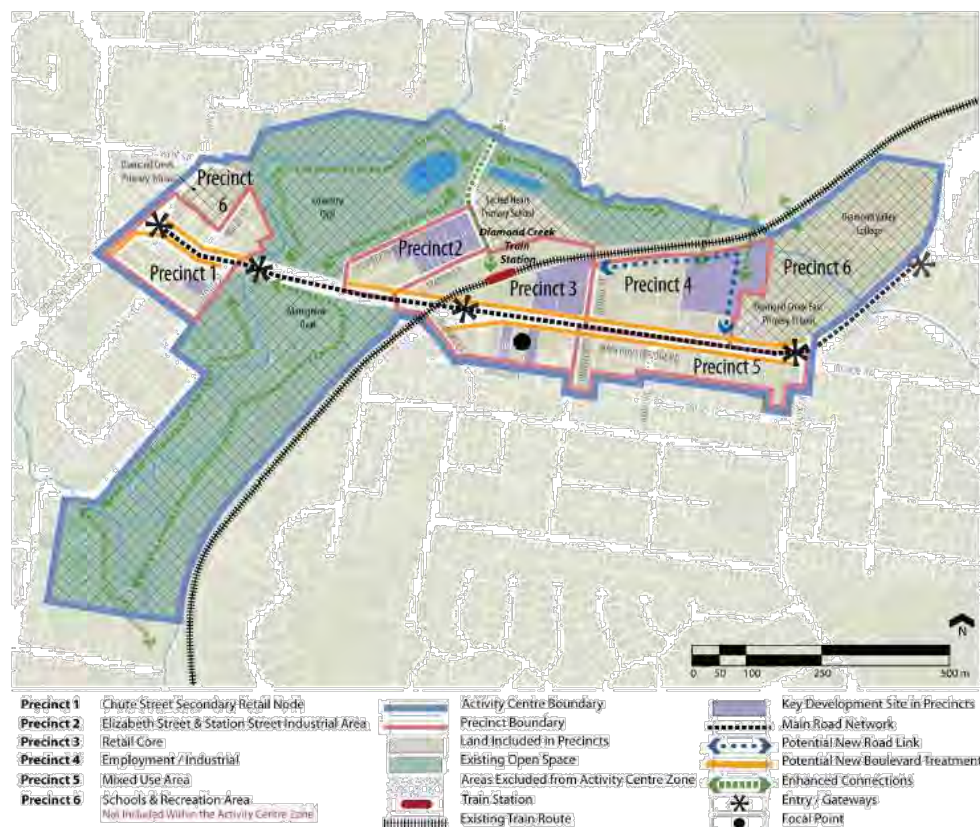 Diamond Creek
Primary School
Precinct
6
Precinct 1
Coventry
Oval
Marngrook
Oval
Sacred Heart
Primary School
Precinct2
Diamond Creek
Train
Station
Precinct 3
Precinct 4
Diamond Valley
College
Precinct 6
Diamond Creek East
Primary School
Precinct 5
N
0 50 100 250 500 m
Precinct 1 Chute Street Secondary Retail Node
Precinct 2 Elizabeth Street & Station Street Industrial Area
Precinct 3 Retail Core
Precinct 4 Employment / Industrial
Precinct 5 Mixed Use Area
Precinct 6 Schools & Recreation Area
Not Included Within the Activity Centre Zone
Activity Centre Boundary
Precinct Boundary
Land Included in Precincts
Existing Open Space
Areas Excluded from Activity Centre Zone
Train Station
Existing Train Route
Key Development Site in Precincts
Main Road Network
Potential New Road Link
Potential New Boulevard Treatment
Enhanced Connections
Entry / Gateways
Focal Point